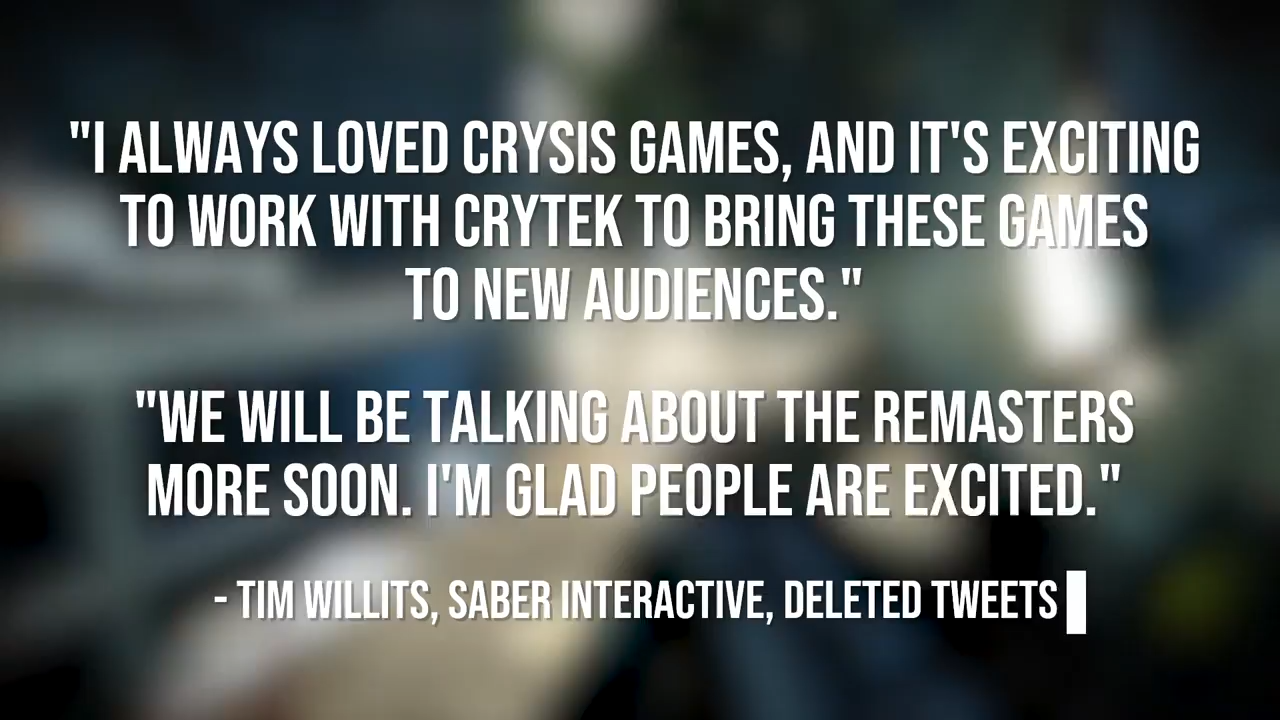 "I ALWAYS LOVED CRYSIS GAMES, AND IT'S EXCITING
TO WORK WITH CRYTEK TO BRING THESE GAMES
TO NEW AUDIENCES."
"WE WILL BE TALKING ABOUT THE REMASTERS
MORE SOON. I'M GLAD PEOPLE ARE EXCITED."
- TIM WILLITS, SABER INTERACTIVE, DELETED TWEETS